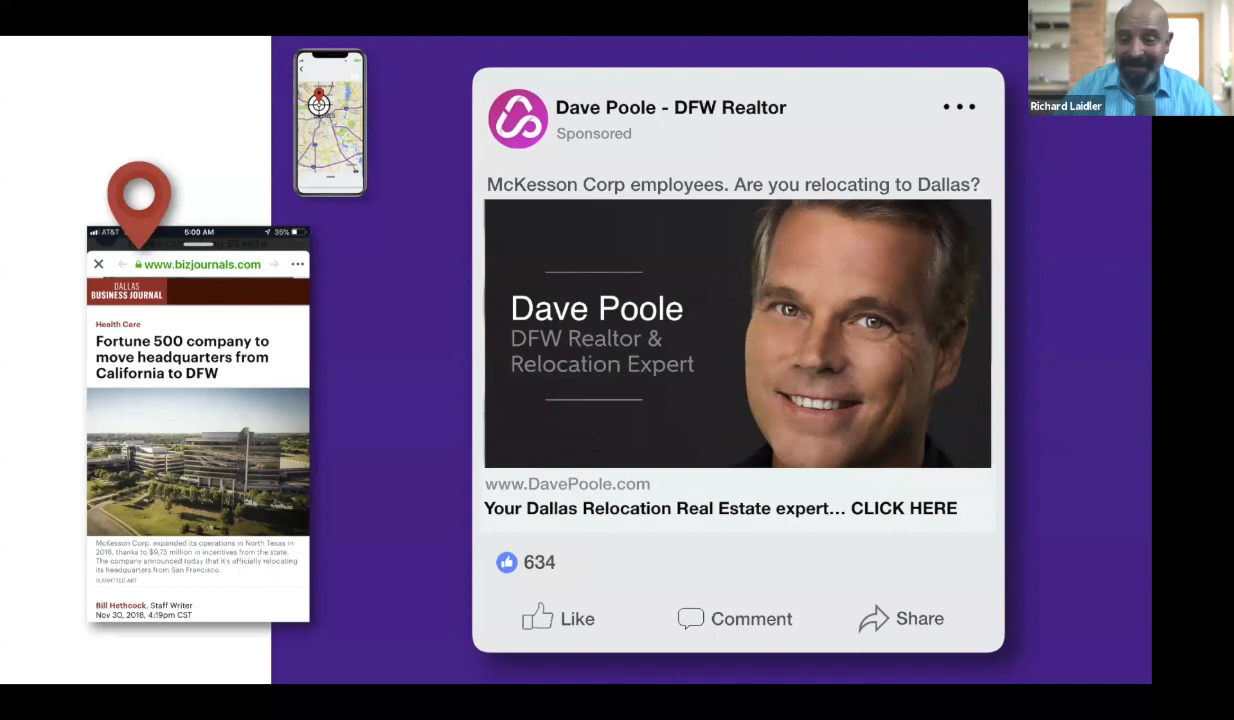 Richard Laidler
AT&T
5:00 AM
35%
www.bizjournals.com
DALLAS
BUSINESS JOURNAL
Health Care
Fortune 500 company to
move headquarters from
California to DFW
McKesson Corp. expanded its operations in North Texas in
2016, thanks to $9.75 million in incentives from the state.
The company announced today that it's officially relocating
its headquarters from San Francisco.
SUBMITTED ART
Bill Hethcock, Staff Writer
Nov 30, 2018, 4:19pm CST
Dave Poole - DFW Realtor
Sponsored
McKesson Corp employees. Are you relocating to Dallas?
Dave Poole
DFW Realtor &
Relocation Expert
www.DavePoole.com
Your Dallas Relocation Real Estate expert... CLICK HERE
634
Like
Comment
Share